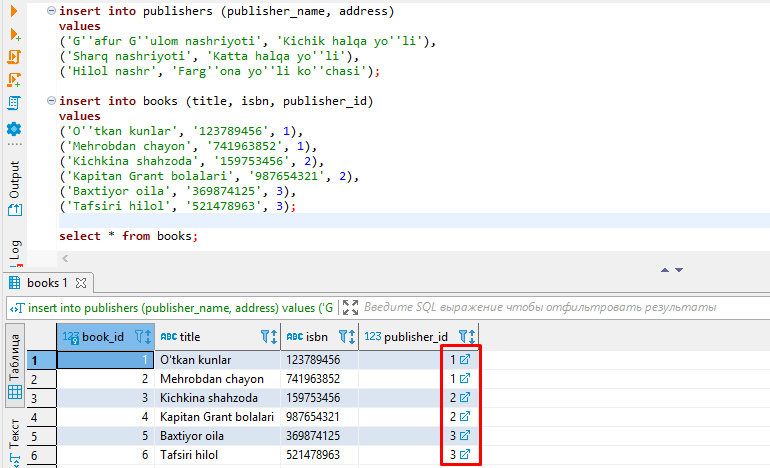 insert into publishers (publisher_name, address)
values
('G''afur G''ulom nashriyoti', 'Kichik halqa yo''li'),
('Sharq nashriyoti', 'Katta halqa yo''li'),
('Hilol nashr', 'Farg''ona yo''li ko''chasi');
insert into books (title, isbn, publisher_id)
values
('O''tkan kunlar', '123789456', 1),
('Mehrobdan chayon', '741963852', 1),
('Kichkina shahzoda', '159753456', 2),
('Kapitan Grant bolalari', '987654321', 2),
('Baxtiyor oila', '369874125', 3),
('Tafsiri hilol', '521478963', 3);
select * from books;
Output
Log
books 1
insert into publishers (publisher_name, address) values ('G Введите SQL выражение чтобы отфильтровать результаты
Таблица
Текст
123 book_id ABC title ABC isbn 123 publisher_id
1 1 O'tkan kunlar 123789456 1
2 2 Mehrobdan chayon 741963852 1
3 3 Kichkina shahzoda 159753456 2
4 4 Kapitan Grant bolalari 987654321 2
5 5 Baxtiyor oila 369874125 3
6 6 Tafsiri hilol 521478963 3